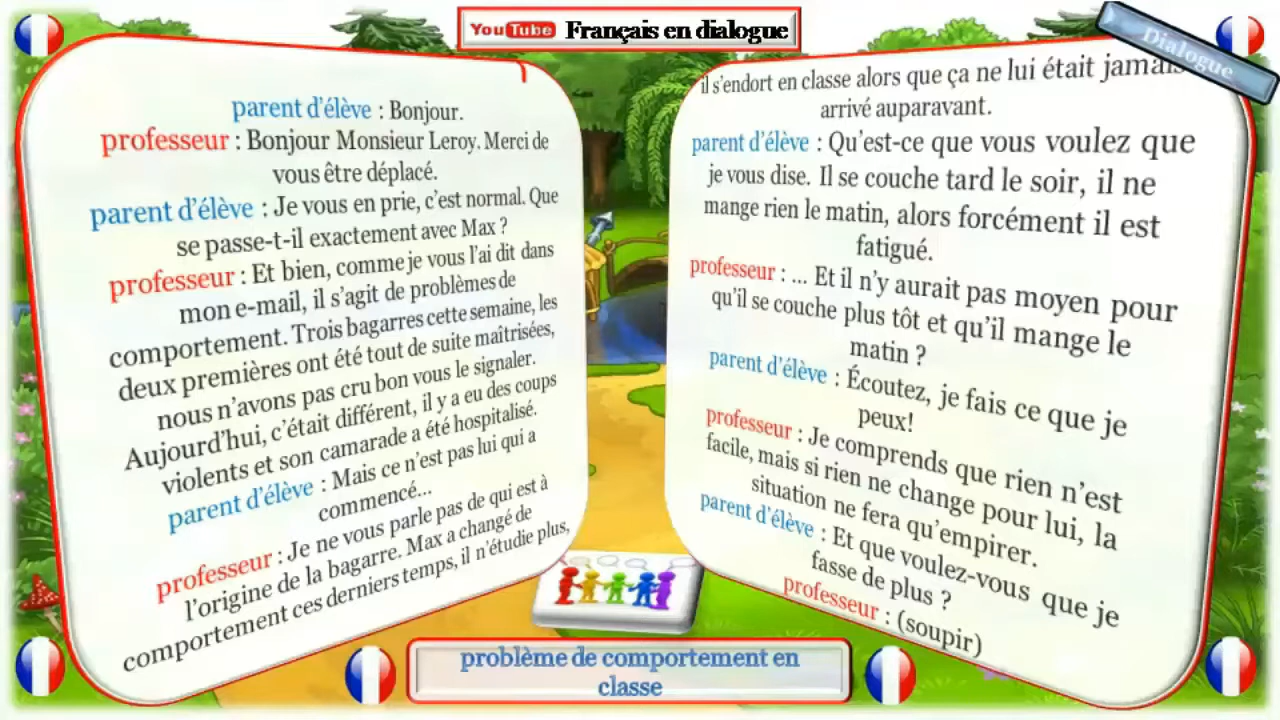 YouTube Français en dialogue
Dialogue
parent d'élève : Bonjour.
professeur : Bonjour Monsieur Leroy. Merci de
vous être déplacé.
parent d'élève : Je vous en prie, c'est normal. Que
se passe-t-il exactement avec Max ?
professeur : Et bien, comme je vous l'ai dit dans
mon e-mail, il s'agit de problèmes de
comportement. Trois bagarres cette semaine, les
deux premières ont été tout de suite maîtrisées,
nous n'avons pas cru bon vous le signaler.
Aujourd'hui, c'était différent, il y a eu des coups
violents et son camarade a été hospitalisé.
parent d'élève : Mais ce n'est pas lui qui a
commencé...
professeur : Je ne vous parle pas de qui est à
l'origine de la bagarre. Max a changé de
comportement ces derniers temps, il n'étudie plus,
il s'endort en classe alors que ça ne lui était jamais
arrivé auparavant.
parent d'élève : Qu'est-ce que vous voulez que
je vous dise. Il se couche tard le soir, il ne
mange rien le matin, alors forcément il est
fatigué.
professeur : ... Et il n'y aurait pas moyen pour
qu'il se couche plus tôt et qu'il mange le
matin ?
parent d'élève : Écoutez, je fais ce que je
peux!
professeur : Je comprends que rien n'est
facile, mais si rien ne change pour lui, la
situation ne fera qu'empirer.
parent d'élève : Et que voulez-vous que je
fasse de plus ?
professeur : (soupir)
problème de comportement en
classe